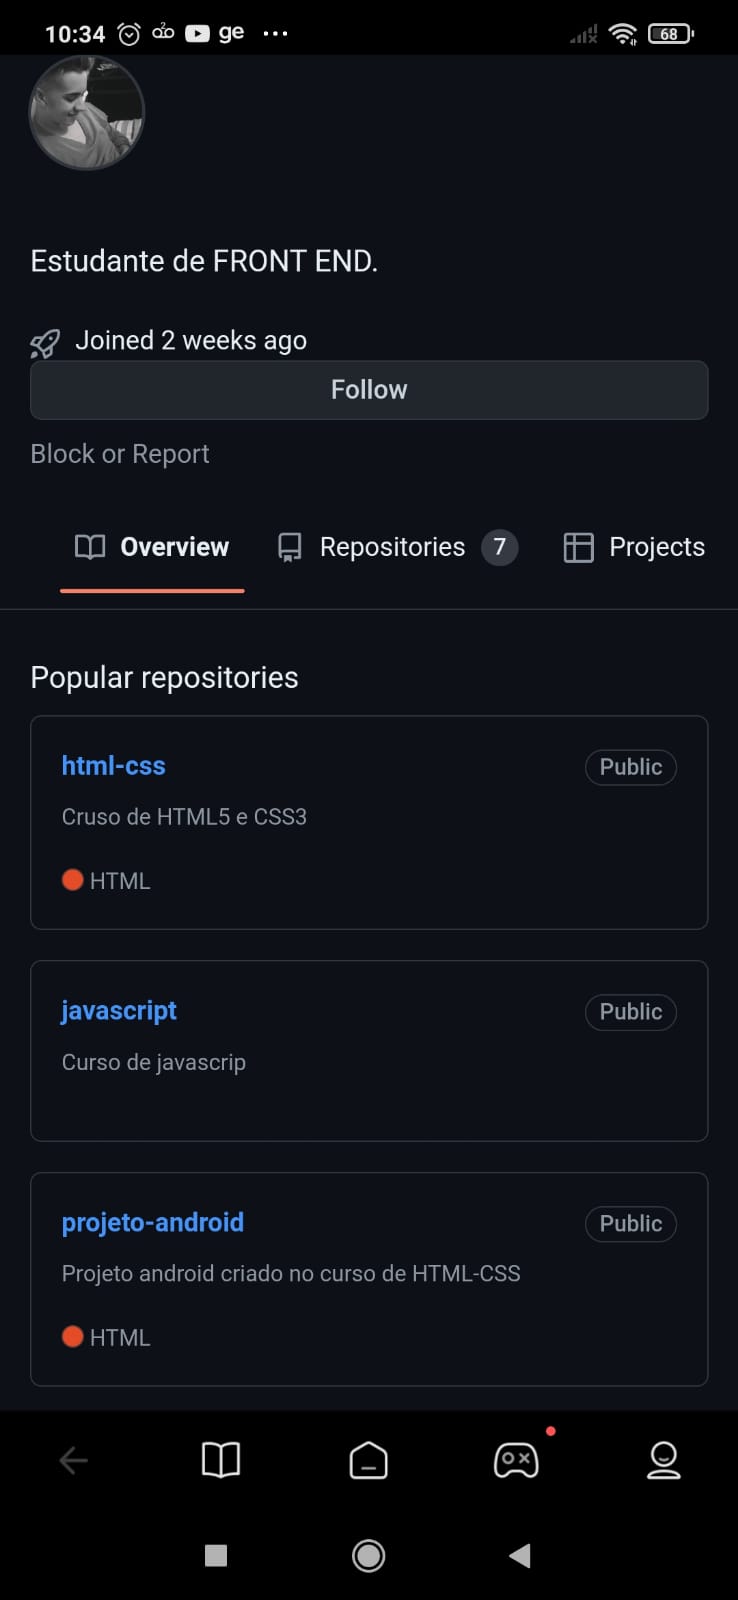 10:34 ge ... 68
Estudante de FRONT END.
Joined 2 weeks ago
Follow
Block or Report
Overview Repositories 7 Projects
Popular repositories
html-css Public
Cruso de HTML5 e CSS3
HTML
javascript Public
Curso de javascrip
projeto-android Public
Projeto android criado no curso de HTML-CSS
HTML